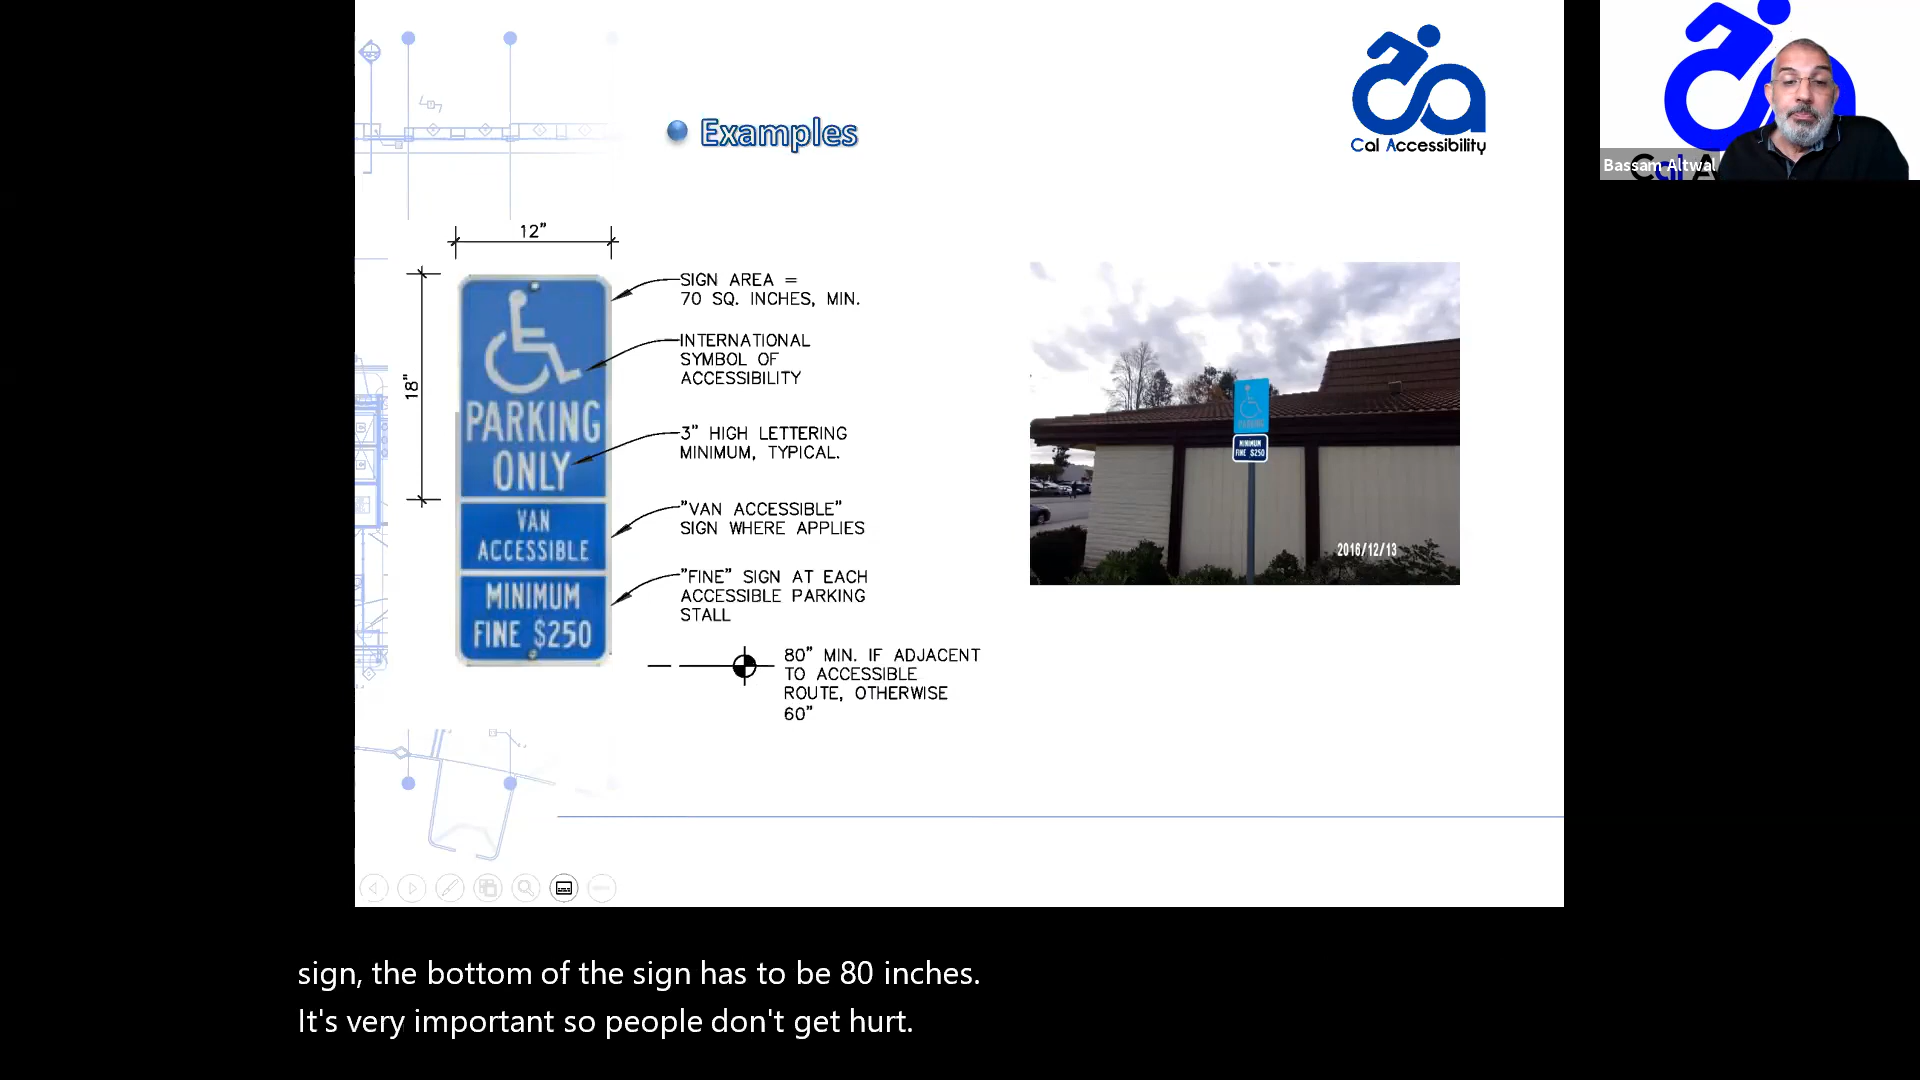 Examples
Cal Accessibility
Bassam Altwal
12"
18"
PARKING
ONLY
VAN
ACCESSIBLE
MINIMUM
FINE $250
SIGN AREA =
70 SQ. INCHES, MIN.
INTERNATIONAL
SYMBOL OF
ACCESSIBILITY
3" HIGH LETTERING
MINIMUM, TYPICAL.
"VAN ACCESSIBLE"
SIGN WHERE APPLIES
"FINE" SIGN AT EACH
ACCESSIBLE PARKING
STALL
80" MIN. IF ADJACENT
TO ACCESSIBLE
ROUTE, OTHERWISE
60"
MINIMUM
FINE $250
2016/12/13
sign, the bottom of the sign has to be 80 inches.
It's very important so people don't get hurt.